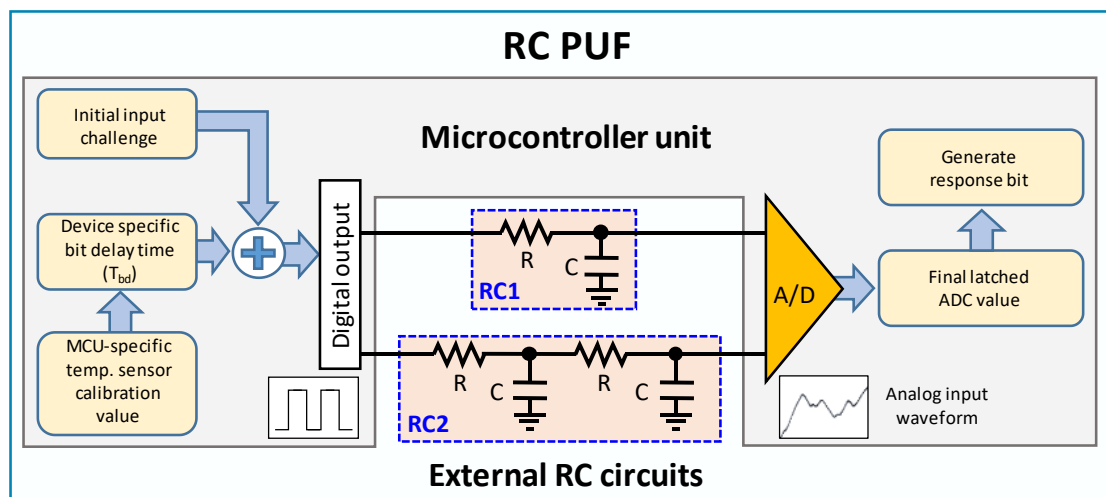 RC PUF
Initial input
challenge
Microcontroller unit
Generate
response bit
Device specific
bit delay time
(Tbd)
Digital output
R
C
RC1
A/D
Final latched
ADC value
MCU-specific
temp. sensor
calibration
value
R
C
R
C
RC2
Analog input
waveform
External RC circuits